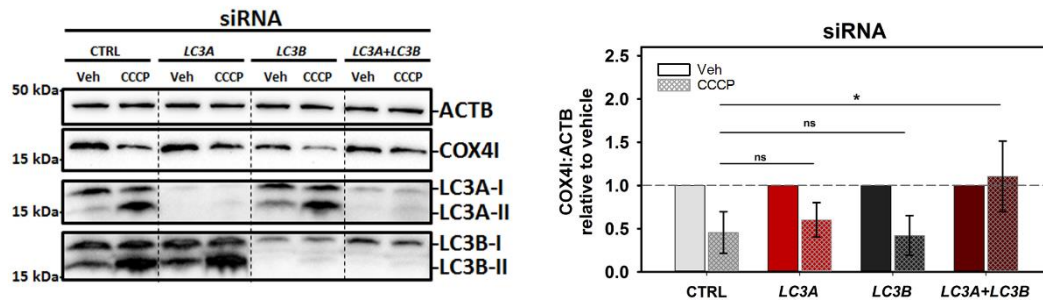 siRNA
CTRL LC3A LC3B LC3A+LC3B
Veh CCCP Veh CCCP Veh CCCP Veh CCCP
50 kDa
ACTB
COX4I
15 kDa
LC3A-I
15 kDa
LC3A-II
LC3B-I
LC3B-II
15 kDa
siRNA
Veh
CCCP
COX4I:ACTB
relative to vehicle
2.5
2.0
1.5
1.0
0.5
0.0
*
ns
ns
CTRL LC3A LC3B LC3A+LC3B